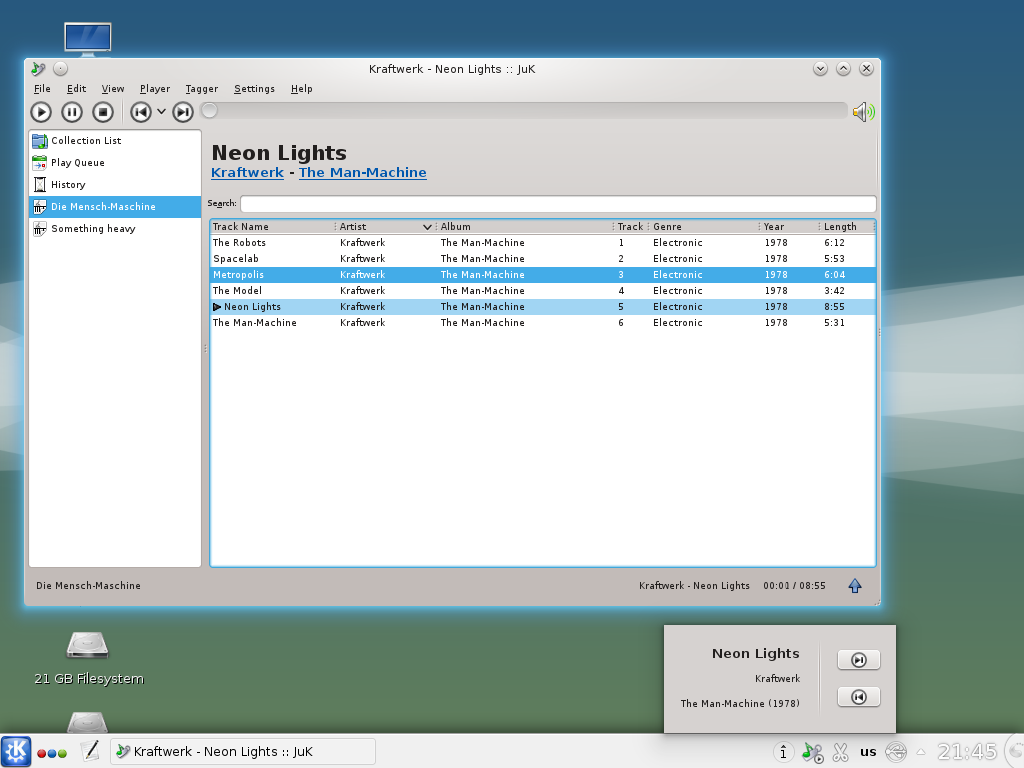 Kraftwerk - Neon Lights :: JuK
File Edit View Player Tagger Settings Help
Collection List
Play Queue
History
Die Mensch-Maschine
Something heavy
Neon Lights
Kraftwerk - The Man-Machine
Search:
Track Name Artist Album Track Genre Year Length
The Robots Kraftwerk The Man-Machine 1 Electronic 1978 6:12
Spacelab Kraftwerk The Man-Machine 2 Electronic 1978 5:53
Metropolis Kraftwerk The Man-Machine 3 Electronic 1978 6:04
The Model Kraftwerk The Man-Machine 4 Electronic 1978 3:42
Neon Lights Kraftwerk The Man-Machine 5 Electronic 1978 8:55
The Man-Machine Kraftwerk The Man-Machine 6 Electronic 1978 5:31
Die Mensch-Maschine
Kraftwerk - Neon Lights / 08:55
21 GB Filesystem
Neon Lights
Kraftwerk
The Man-Machine (1978)
Kraftwerk - Neon Lights :: JuK
us
21:45